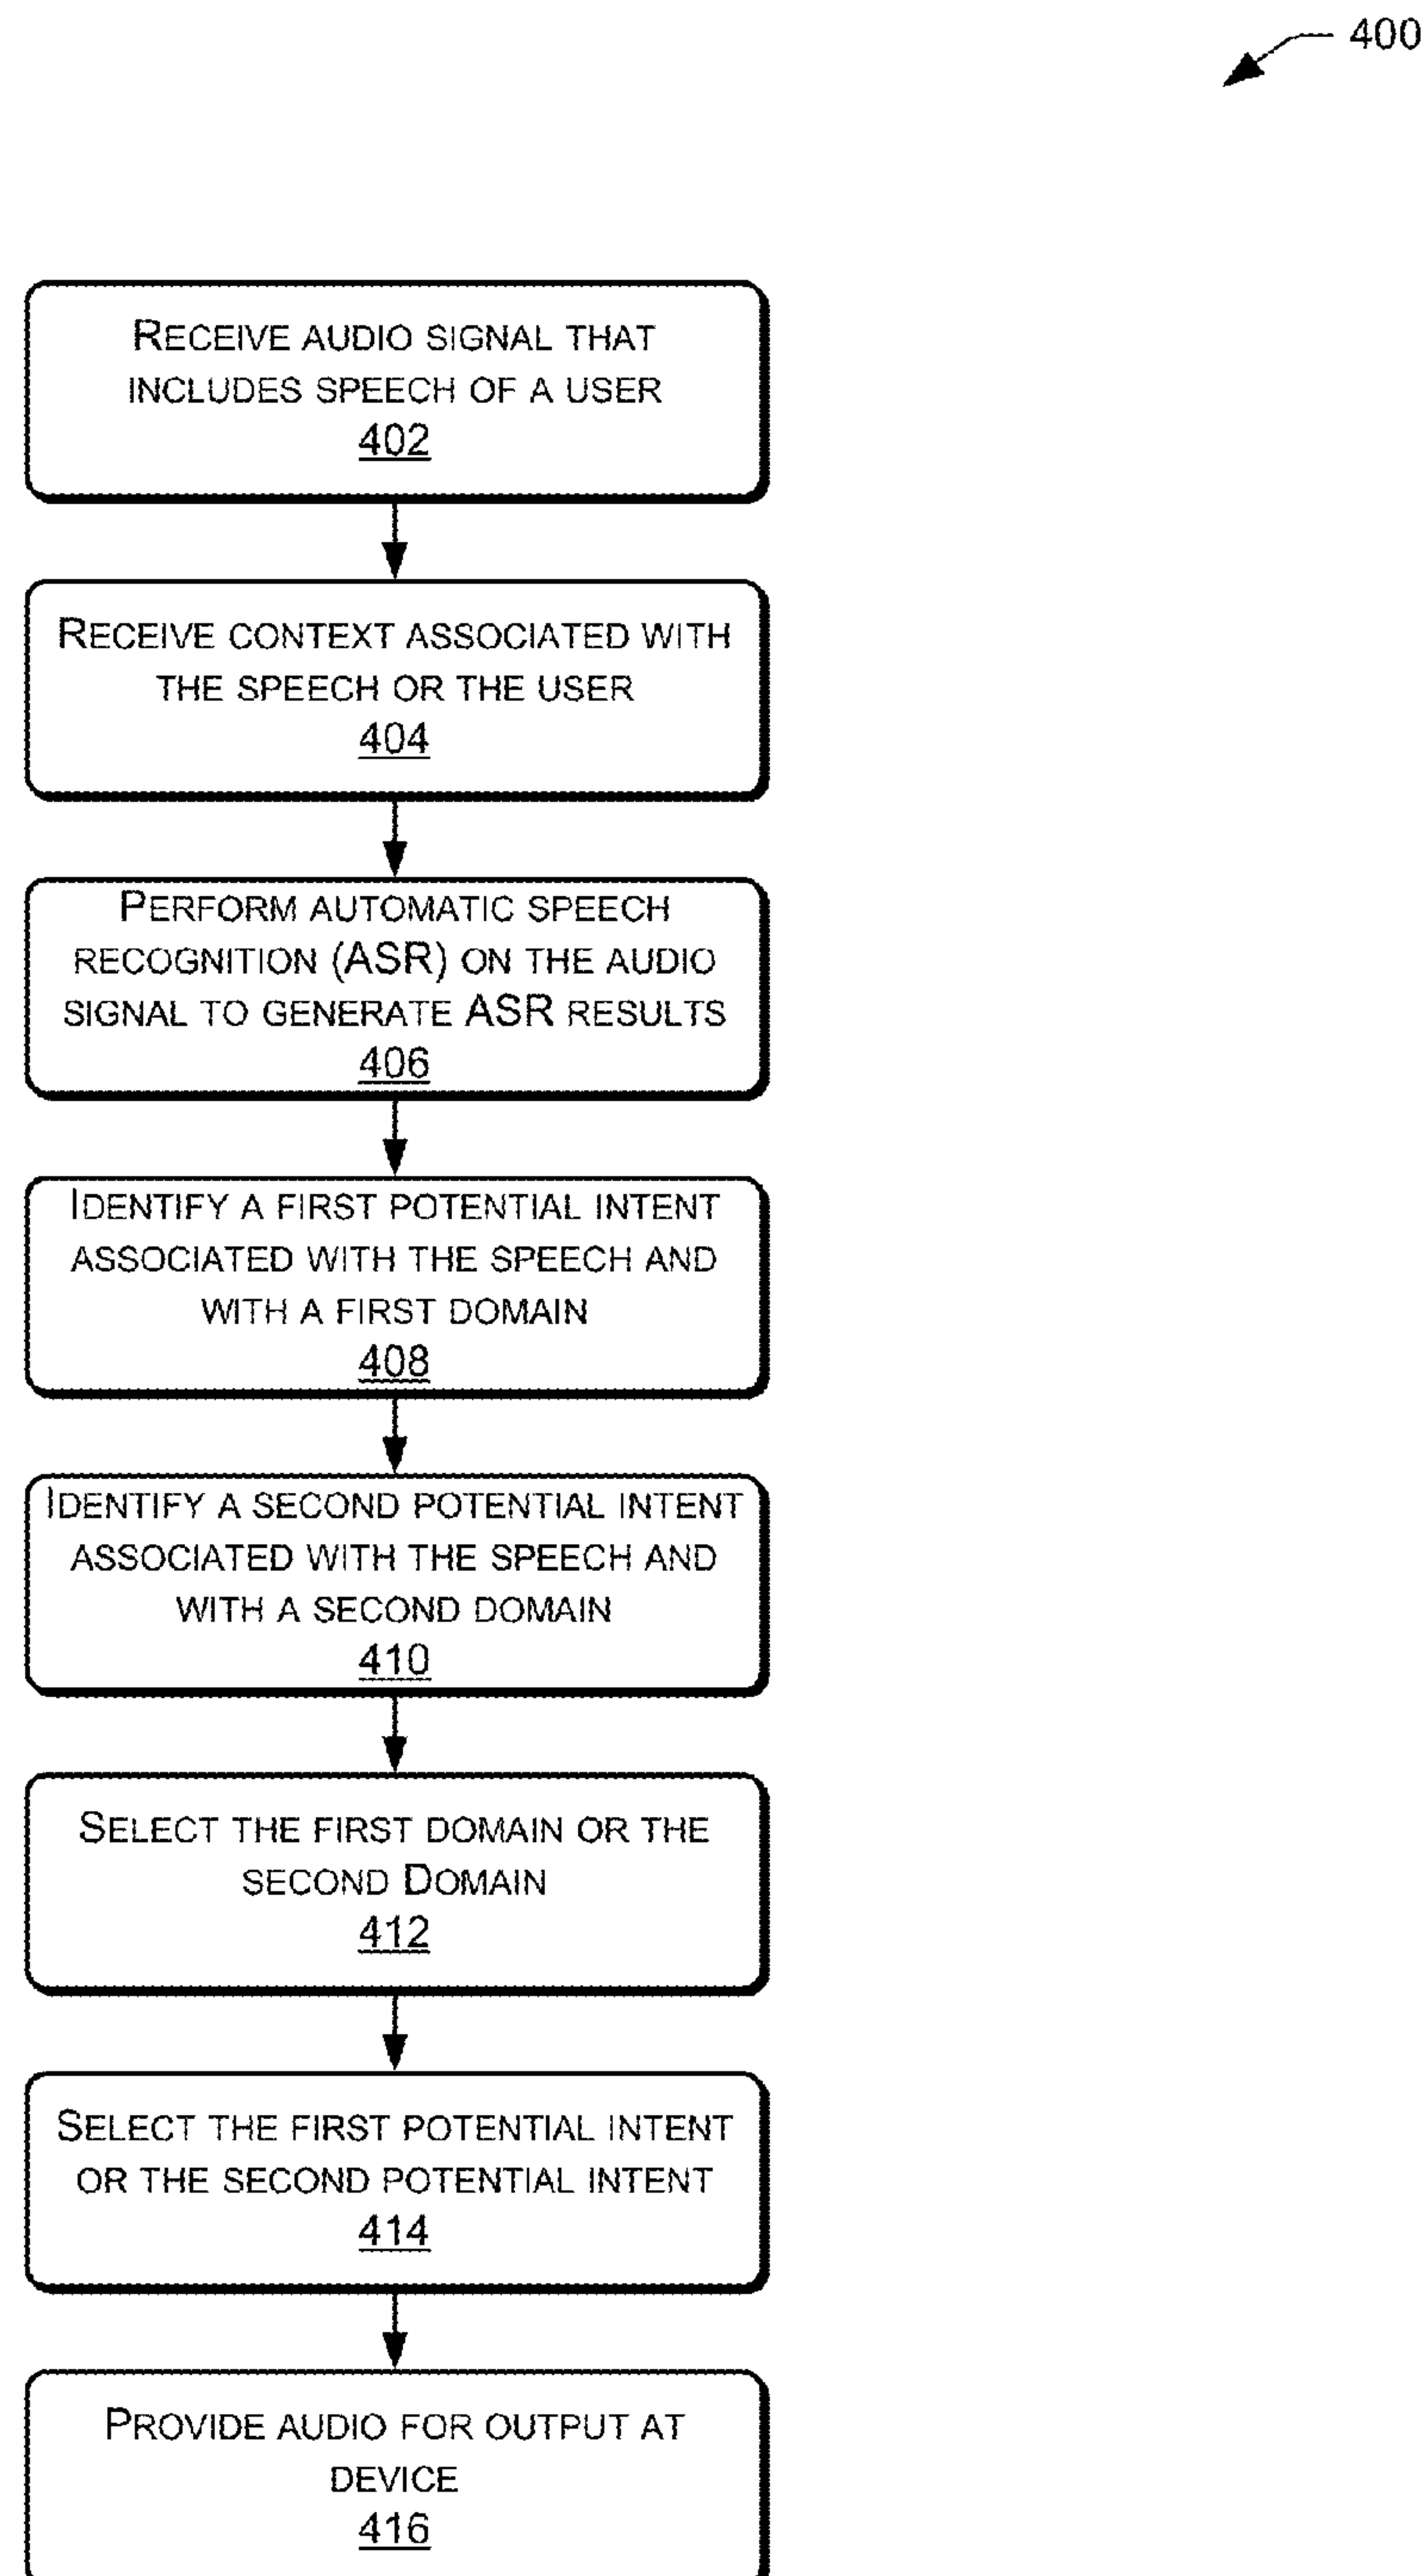 400
RECEIVE AUDIO SIGNAL THAT
INCLUDES SPEECH OF A USER
402
RECEIVE CONTEXT ASSOCIATED WITH
THE SPEECH OR THE USER
404
PERFORM AUTOMATIC SPEECH
RECOGNITION (ASR) ON THE AUDIO
SIGNAL TO GENERATE ASR RESULTS
406
IDENTIFY A FIRST POTENTIAL INTENT
ASSOCIATED WITH THE SPEECH AND
WITH A FIRST DOMAIN
408
IDENTIFY A SECOND POTENTIAL INTENT
ASSOCIATED WITH THE SPEECH AND
WITH A SECOND DOMAIN
410
SELECT THE FIRST DOMAIN OR THE
SECOND DOMAIN
412
SELECT THE FIRST POTENTIAL INTENT
OR THE SECOND POTENTIAL INTENT
414
PROVIDE AUDIO FOR OUTPUT AT
DEVICE
416